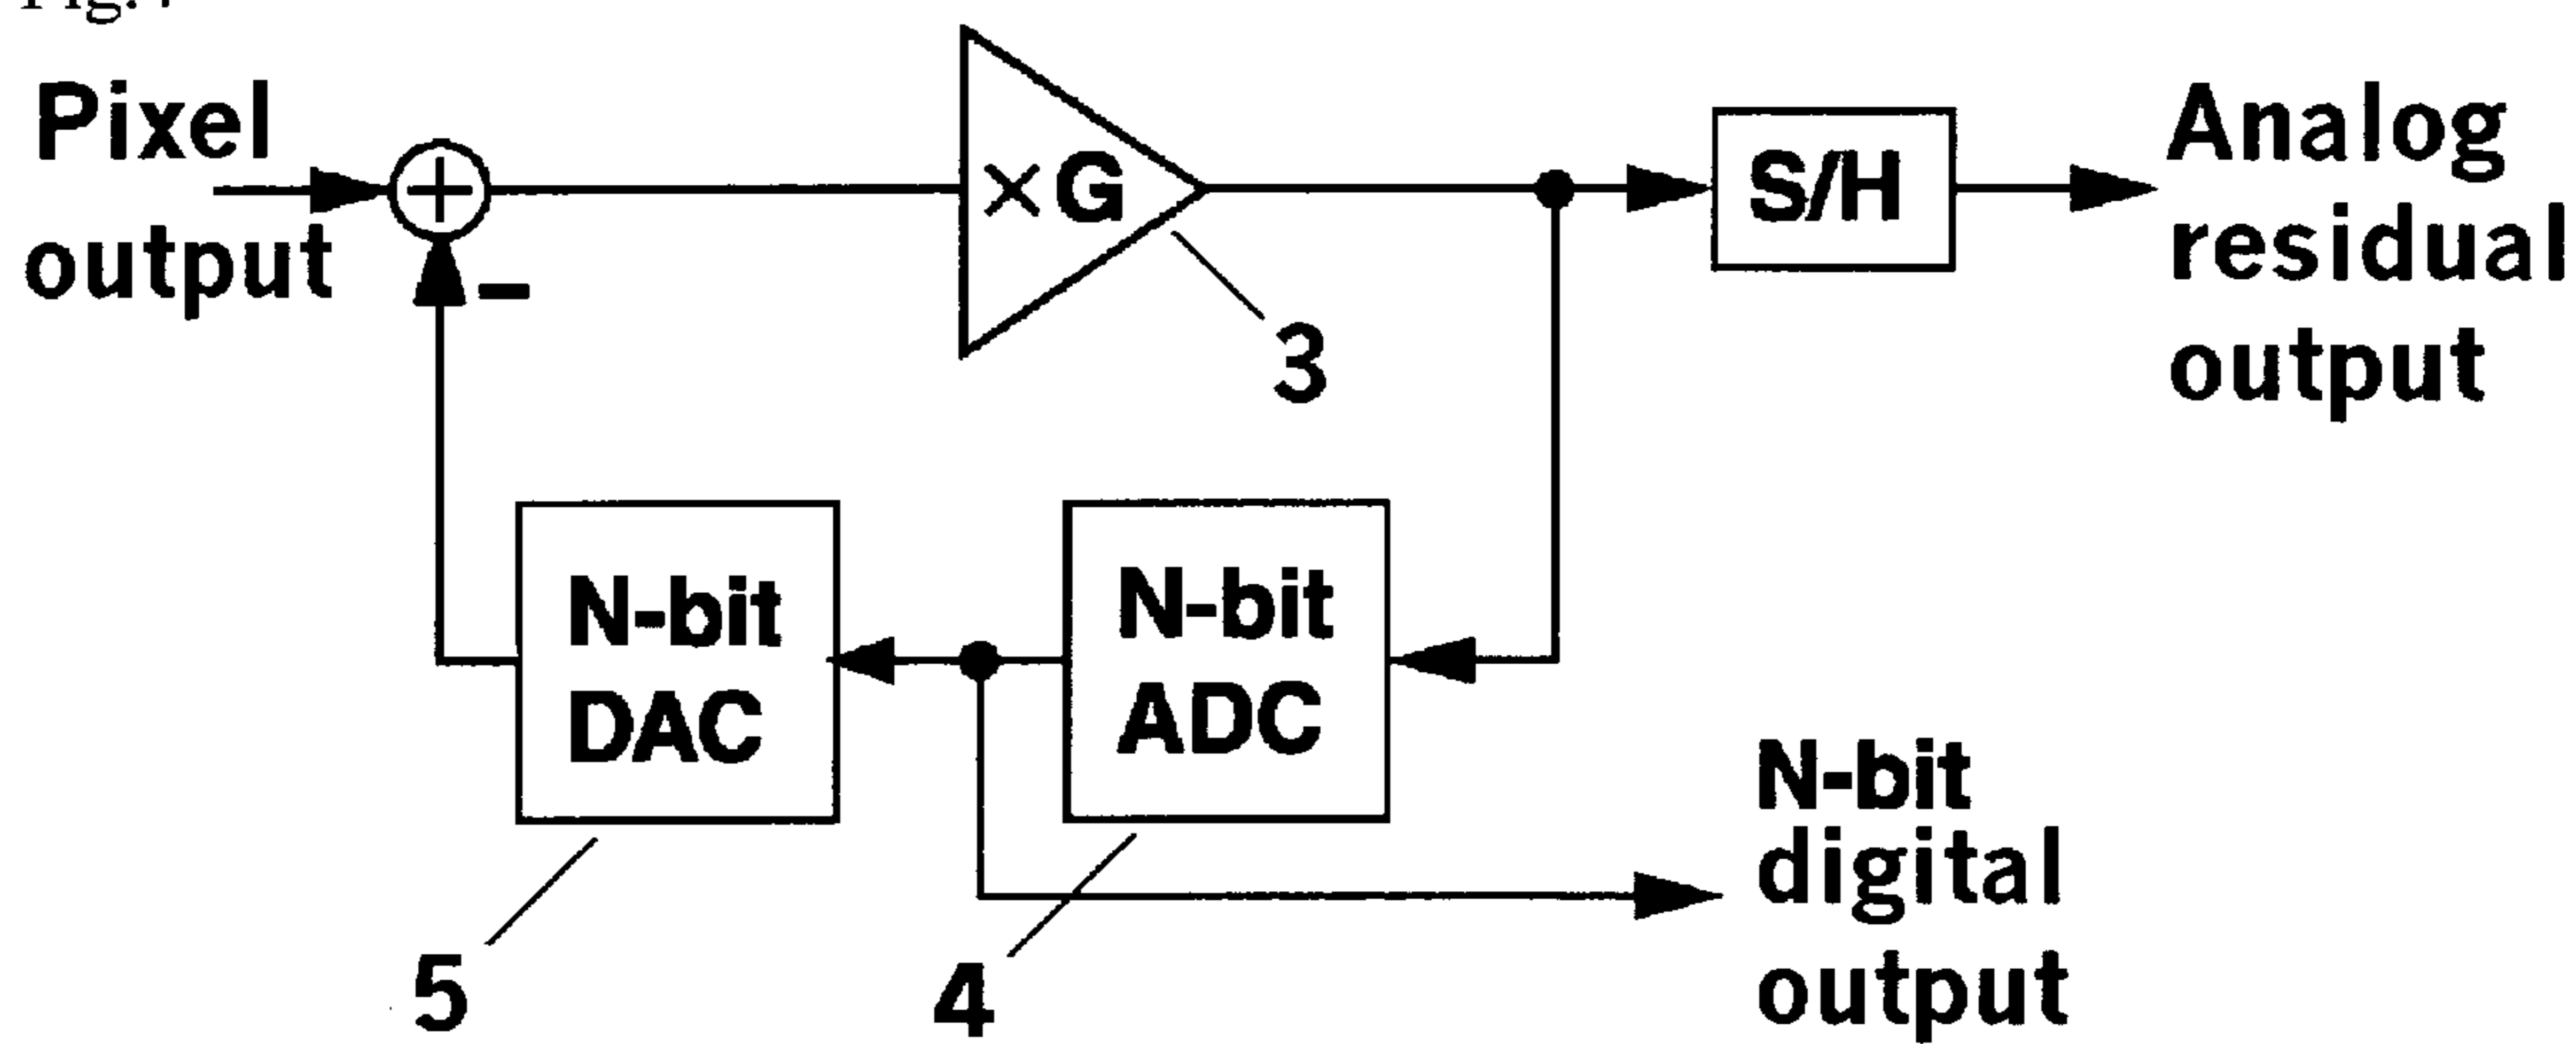 Pixel
output
×G
S/H
Analog
residual
output
3
N-bit
DAC
N-bit
ADC
N-bit
digital
output
5
4